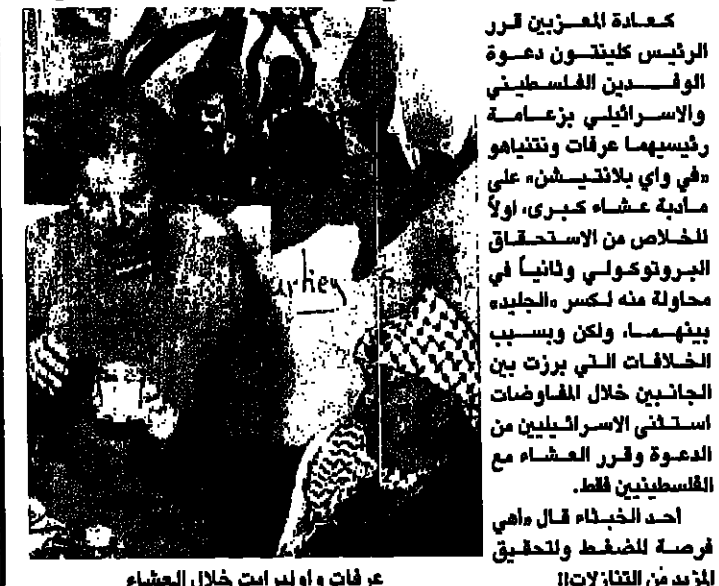 كعادة المعزبين قرر
الرئيس كلينتون دعوة
الوفدين الفلسطيني
والاسرائيلي بزعامة
رئيسيهما عرفات ونتنياهو
«في واي بلانتيشن» على
مأدبة عشاء كبرى، اولاً
للخلاص من الاستحقاق
البروتوكولي وثانياً في
محاولة منه لكسر «الجليد»
بينهما، ولكن وبسبب
الخلافات التي برزت بين
الجانبين خلال المفاوضات
استثنى الاسرائيليين من
الدعوة وقرر العشاء مع
الفلسطينيين فقط.
احد الخبثاء قال «اهي
فرصة للضغط ولتحقيق
المزيد من التنازلات!!
عرفات واولبرايت خلال العشاء